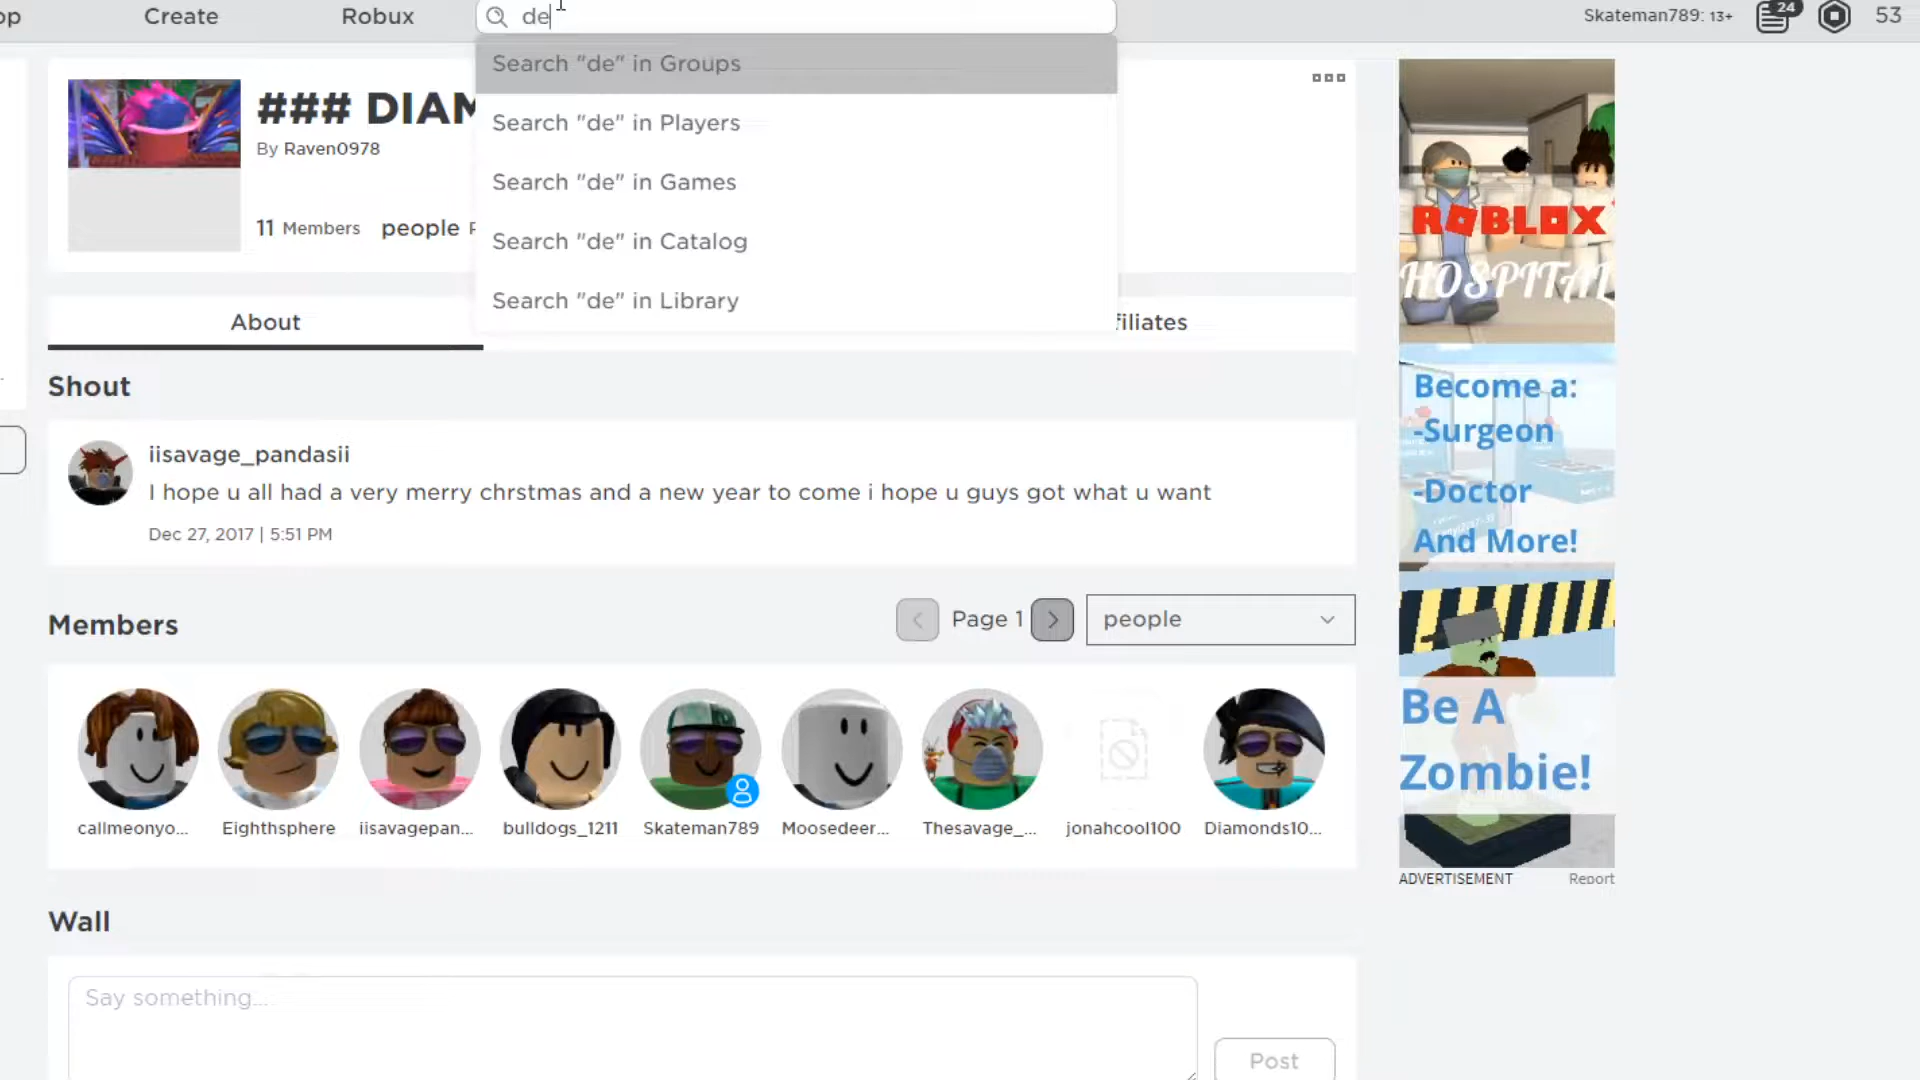 op Create Robux de Skateman789: 13+ 24 53
Search "de" in Groups
Search "de" in Players
Search "de" in Games
Search "de" in Catalog
Search "de" in Library
### DIAM
By Raven0978
11 Members people
About filiates
Shout
iisavage_pandasii
I hope u all had a very merry chrstmas and a new year to come i hope u guys got what u want
Dec 27, 2017 | 5:51 PM
Members Page 1 people
callmeonyo... Eighthsphere iisavagepan... bulldogs_1211 Skateman789 Moosedeer... Thesavage_... jonahcool100 Diamonds10...
Wall
Say something...
Post
ROBLOX
HOSPITAL
Become a:
-Surgeon
-Doctor
And More!
Be A
Zombie!
ADVERTISEMENT Report